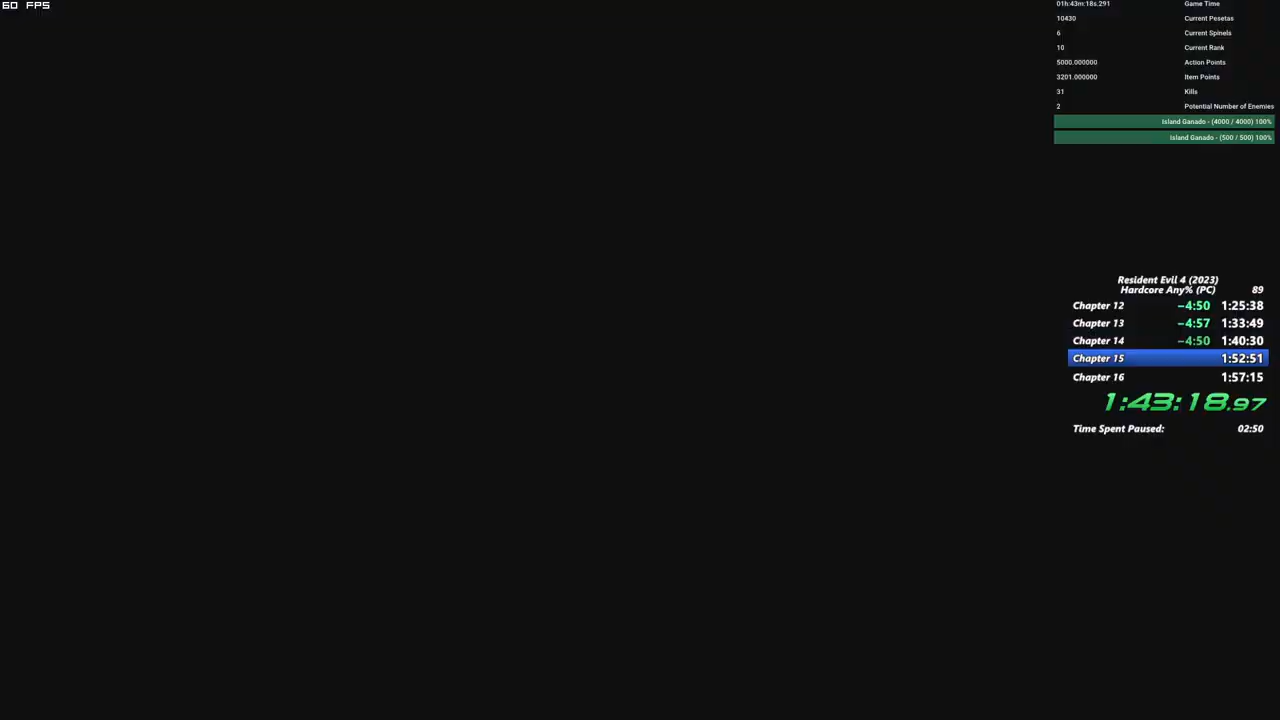 60 FPS
01h:43m:18s.291 Game Time
10430 Current Pesetas
6 Current Spinels
10 Current Rank
5000.000000 Action Points
3201.000000 Item Points
31 Kills
2 Potential Number of Enemies
Island Ganado - (4000 / 4000) 100%
Island Ganado - (500 / 500) 100%
Resident Evil 4 (2023)
Hardcore Any% (PC) 89
Chapter 12 −4:50 1:25:38
Chapter 13 −4:57 1:33:49
Chapter 14 −4:50 1:40:30
Chapter 15 1:52:51
Chapter 16 1:57:15
1:43:18.97
Time Spent Paused: 02:50